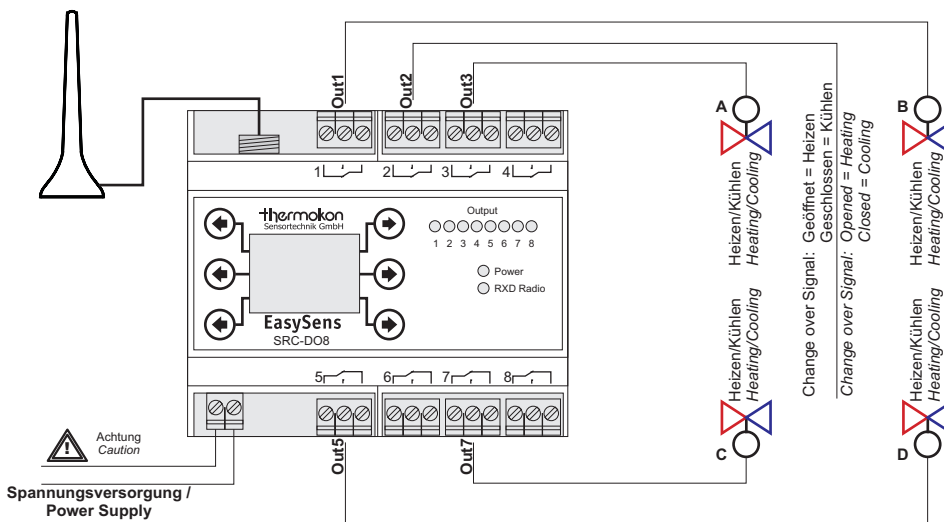 Out1
Out2
Out3
A
B
1
2
3
4
thermokon
Sensortechnik GmbH
Output
1 2 3 4 5 6 7 8
Power
RXD Radio
EasySens
SRC-DO8
Heizen/Kühlen
Heating/Cooling
Change over Signal: Geöffnet = Heizen
Geschlossen = Kühlen
Change over Signal: Opened = Heating
Closed = Cooling
Heizen/Kühlen
Heating/Cooling
Heizen/Kühlen
Heating/Cooling
Heizen/Kühlen
Heating/Cooling
5
6
7
8
Achtung
Caution
Out5
Out7
C
D
Spannungsversorgung /
Power Supply